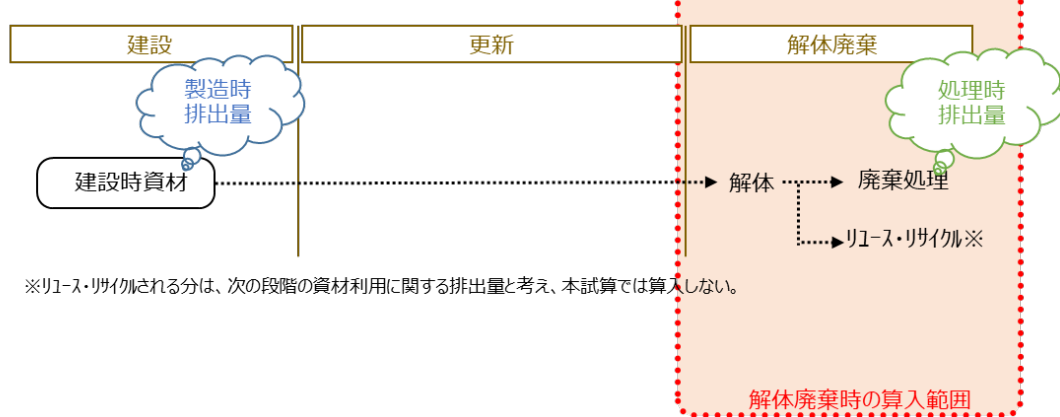 建設
更新
解体廃棄
製造時
排出量
処理時
排出量
建設時資材
解体
廃棄処理
ﾘﾕｰｽ・ﾘｻｲｸﾙ※
※ﾘﾕｰｽ・ﾘｻｲｸﾙされる分は、次の段階の資材利用に関する排出量と考え、本試算では算入しない。
解体廃棄時の算入範囲